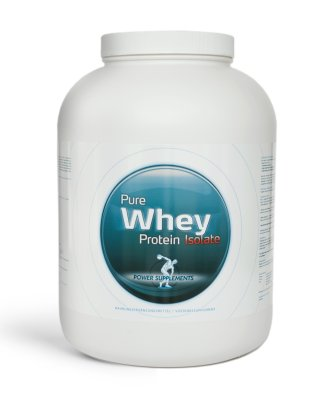 Pure
Whey
Protein Isolate
POWER SUPPLEMENTS